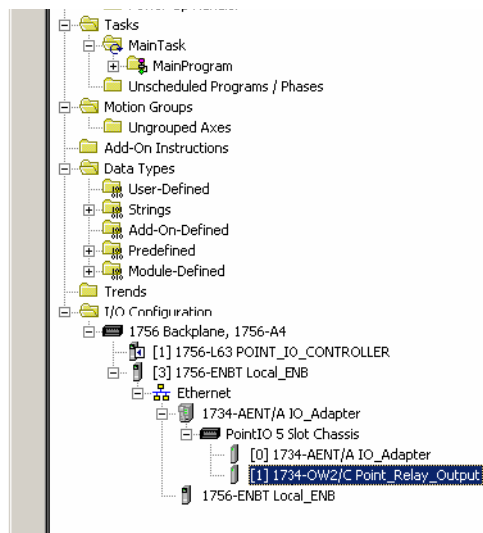 Tasks
MainTask
MainProgram
Unscheduled Programs / Phases
Motion Groups
Ungrouped Axes
Add-On Instructions
Data Types
User-Defined
Strings
Add-On-Defined
Predefined
Module-Defined
Trends
I/O Configuration
1756 Backplane, 1756-A4
[1] 1756-L63 POINT_IO_CONTROLLER
[3] 1756-ENBT Local_ENB
Ethernet
1734-AENT/A IO_Adapter
PointIO 5 Slot Chassis
[0] 1734-AENT/A IO_Adapter
[1] 1734-OW2/C Point_Relay_Output
1756-ENBT Local_ENB